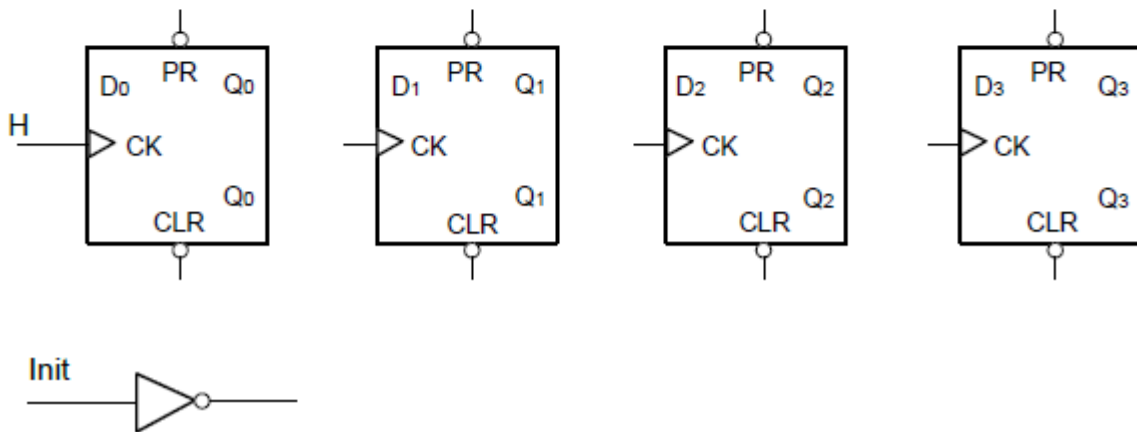 PR PR PR PR
D0 Q0 D1 Q1 D2 Q2 D3 Q3
H CK CK CK CK
Q0 Q1 Q2 Q3
CLR CLR CLR CLR
Init